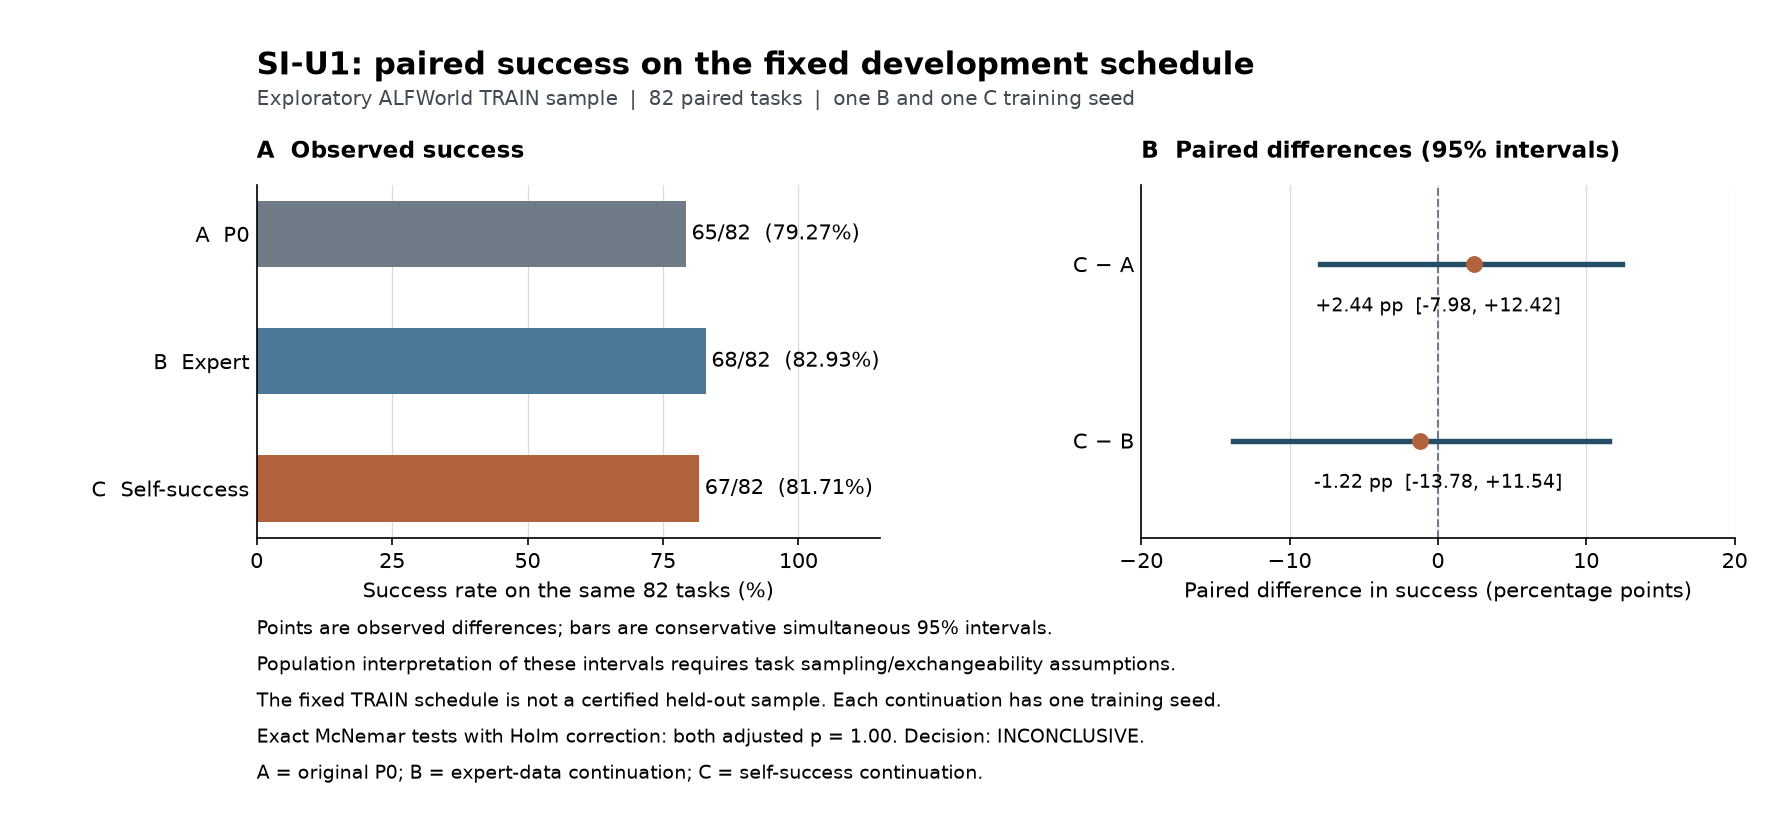 SI-U1: paired success on the fixed development schedule
Exploratory ALFWorld TRAIN sample | 82 paired tasks | one B and one C training seed
A Observed success
A P0
65/82 (79.27%)
B Expert
68/82 (82.93%)
C Self-success
67/82 (81.71%)
0 25 50 75 100
Success rate on the same 82 tasks (%)
B Paired differences (95% intervals)
C − A
+2.44 pp [-7.98, +12.42]
C − B
-1.22 pp [-13.78, +11.54]
−20 −10 0 10 20
Paired difference in success (percentage points)
Points are observed differences; bars are conservative simultaneous 95% intervals.
Population interpretation of these intervals requires task sampling/exchangeability assumptions.
The fixed TRAIN schedule is not a certified held-out sample. Each continuation has one training seed.
Exact McNemar tests with Holm correction: both adjusted p = 1.00. Decision: INCONCLUSIVE.
A = original P0; B = expert-data continuation; C = self-success continuation.